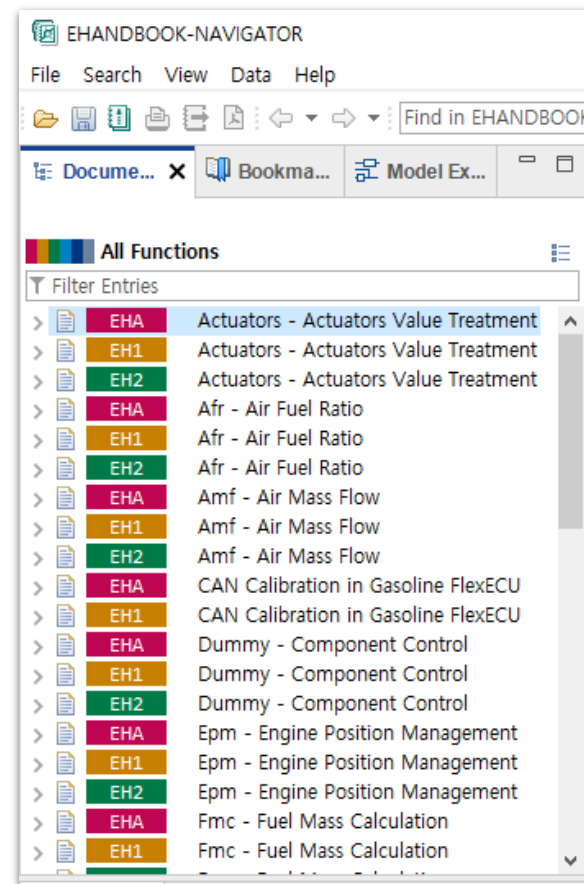 EHANDBOOK-NAVIGATOR
File Search View Data Help
Find in EHANDBOOK
Docume... Bookma... Model Ex...
All Functions
Filter Entries
EHA Actuators - Actuators Value Treatment
EH1 Actuators - Actuators Value Treatment
EH2 Actuators - Actuators Value Treatment
EHA Afr - Air Fuel Ratio
EH1 Afr - Air Fuel Ratio
EH2 Afr - Air Fuel Ratio
EHA Amf - Air Mass Flow
EH1 Amf - Air Mass Flow
EH2 Amf - Air Mass Flow
EHA CAN Calibration in Gasoline FlexECU
EH1 CAN Calibration in Gasoline FlexECU
EHA Dummy - Component Control
EH1 Dummy - Component Control
EH2 Dummy - Component Control
EHA Epm - Engine Position Management
EH1 Epm - Engine Position Management
EH2 Epm - Engine Position Management
EHA Fmc - Fuel Mass Calculation
EH1 Fmc - Fuel Mass Calculation